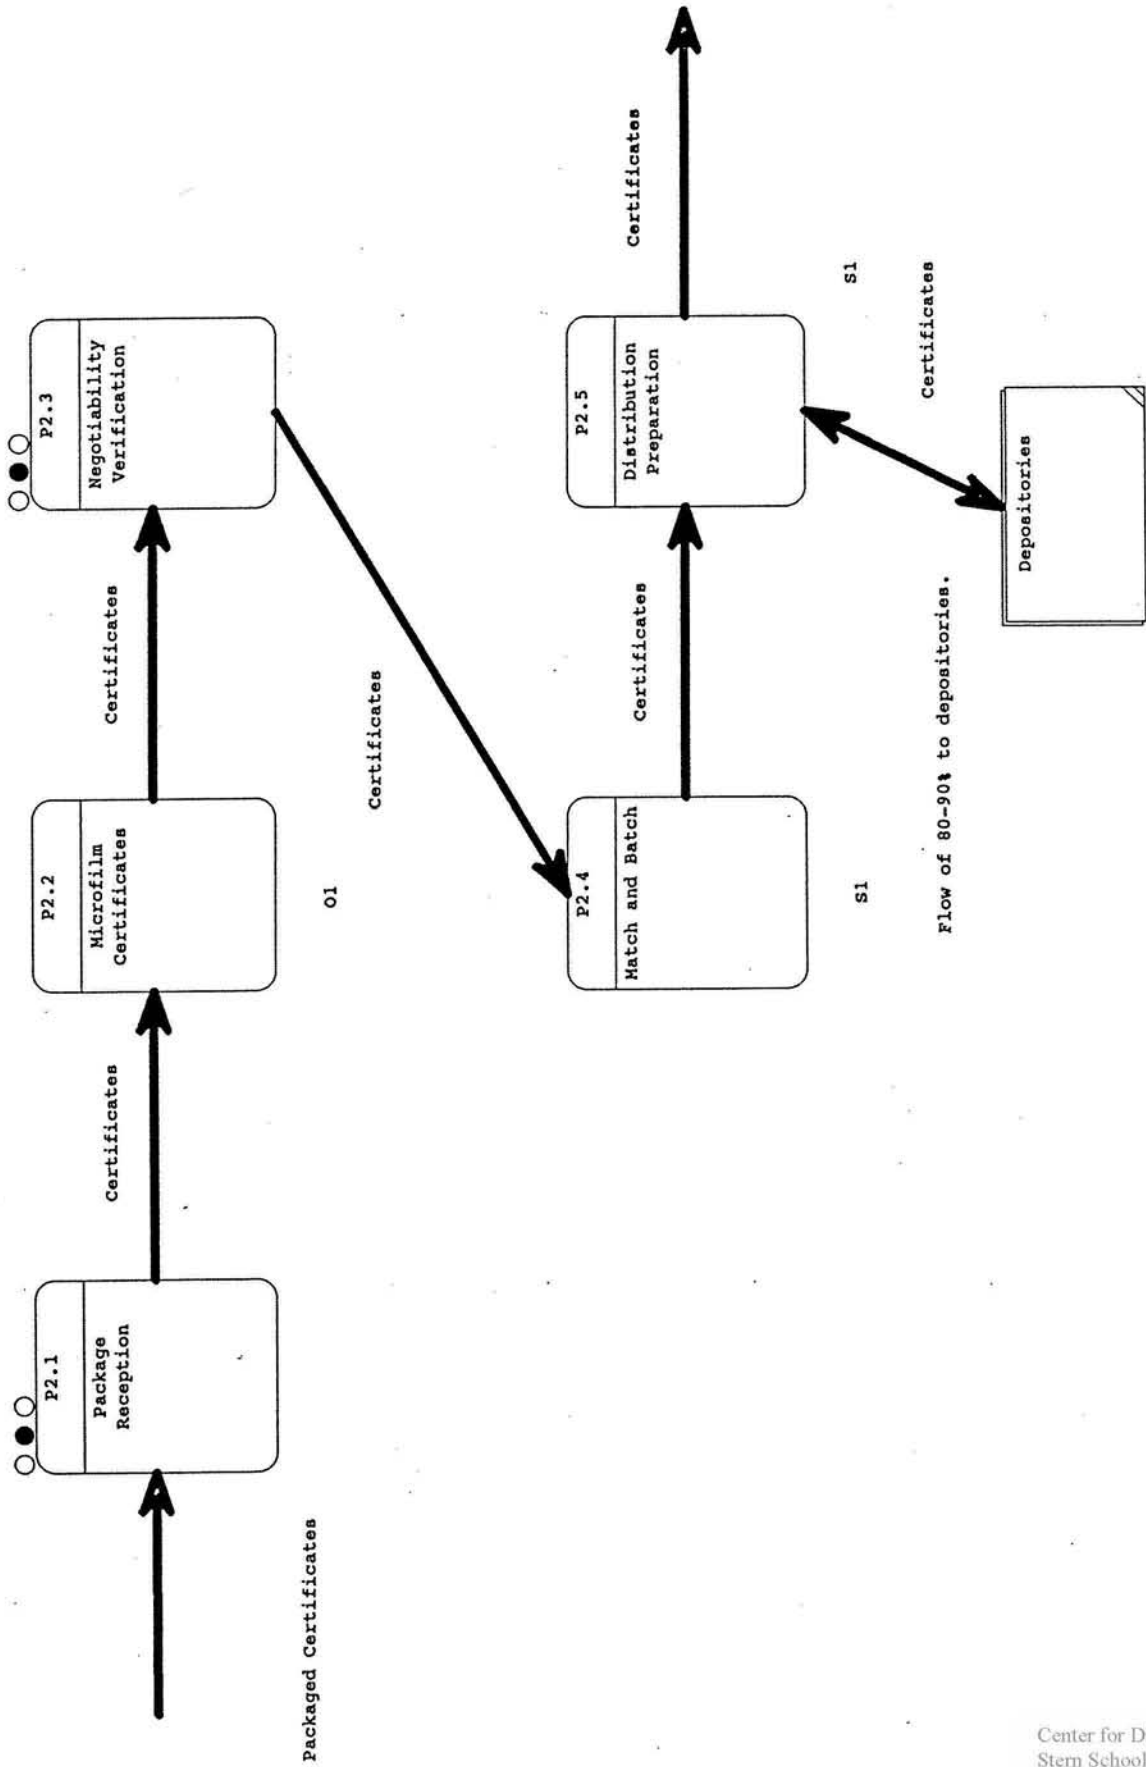 P2.1
Package
Reception
Packaged Certificates
Certificates
P2.2
Microfilm
Certificates
O1
Certificates
P2.3
Negotiability
Verification
Certificates
P2.4
Match and Batch
S1
Certificates
P2.5
Distribution
Preparation
S1
Certificates
Certificates
Flow of 80-90% to depositories.
Depositories
Center for D
Stern School